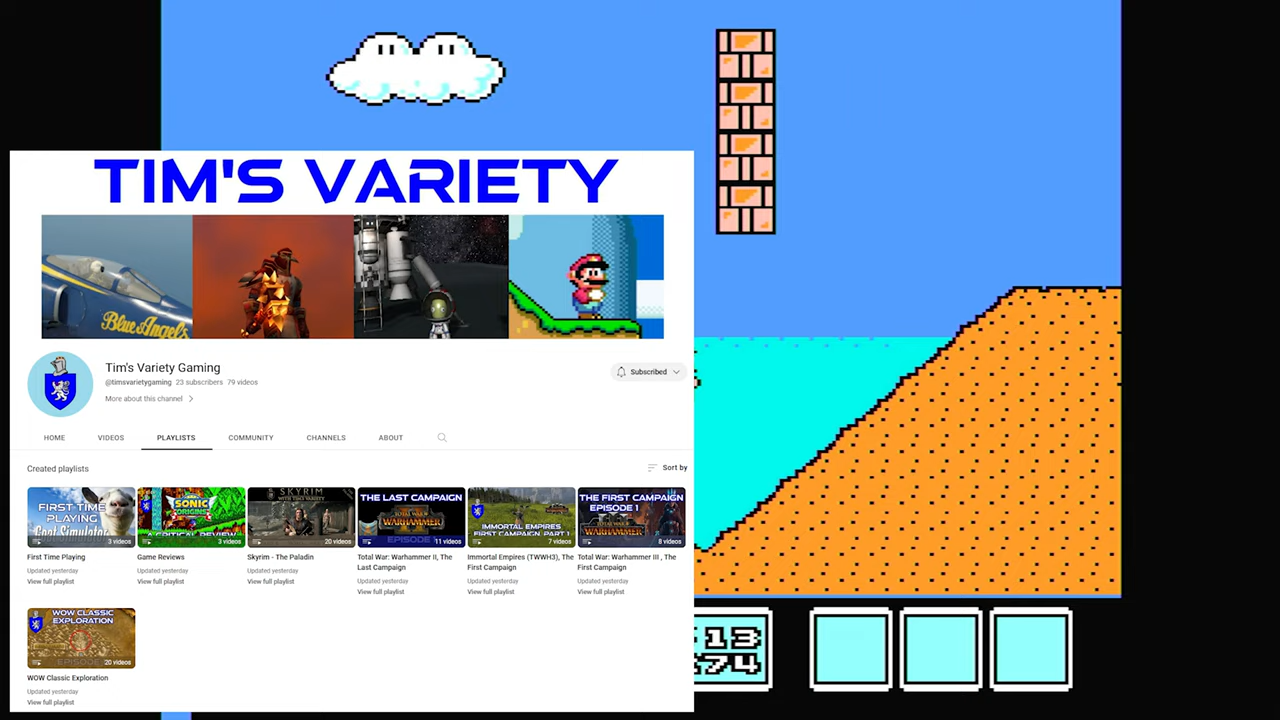 TIM'S VARIETY
Blue Angels
Tim's Variety Gaming
@timsvarietygaming 23 subscribers 79 videos
More about this channel
Subscribed
HOME VIDEOS PLAYLISTS COMMUNITY CHANNELS ABOUT
Created playlists
Sort by
FIRST TIME
PLAYING
Goat Simulator
3 videos
First Time Playing
Updated yesterday
View full playlist
SONIC
ORIGINS
A CRITICAL REVIEW
3 videos
Game Reviews
Updated yesterday
View full playlist
SKYRIM
WITH TIM'S VARIETY
20 videos
Skyrim - The Paladin
Updated yesterday
View full playlist
THE LAST CAMPAIGN
WARHAMMER
EPISODE
11 videos
Total War: Warhammer II, The
Last Campaign
Updated yesterday
View full playlist
IMMORTAL EMPIRES
FIRST CAMPAIGN, PART 1
7 videos
Immortal Empires (TWWH3), The
First Campaign
Updated yesterday
View full playlist
THE FIRST CAMPAIGN
EPISODE 1
WARHAMMER
8 videos
Total War: Warhammer III , The
First Campaign
Updated yesterday
View full playlist
WOW CLASSIC
EXPLORATION
EPISODE
20 videos
WOW Classic Exploration
Updated yesterday
View full playlist
13
74